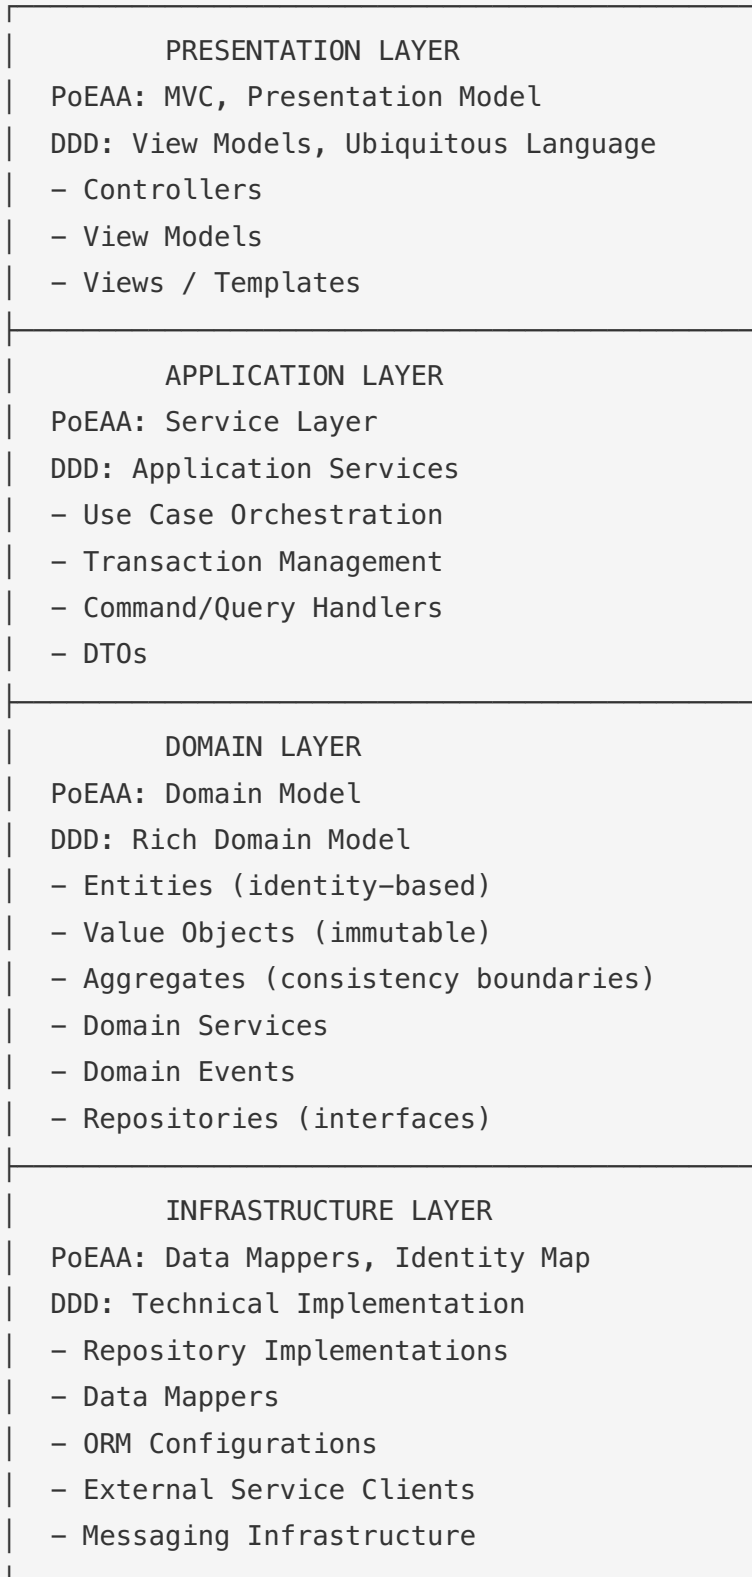 PRESENTATION LAYER
PoEAA: MVC, Presentation Model
DDD: View Models, Ubiquitous Language
- Controllers
- View Models
- Views / Templates
APPLICATION LAYER
PoEAA: Service Layer
DDD: Application Services
- Use Case Orchestration
- Transaction Management
- Command/Query Handlers
- DTOs
DOMAIN LAYER
PoEAA: Domain Model
DDD: Rich Domain Model
- Entities (identity-based)
- Value Objects (immutable)
- Aggregates (consistency boundaries)
- Domain Services
- Domain Events
- Repositories (interfaces)
INFRASTRUCTURE LAYER
PoEAA: Data Mappers, Identity Map
DDD: Technical Implementation
- Repository Implementations
- Data Mappers
- ORM Configurations
- External Service Clients
- Messaging Infrastructure